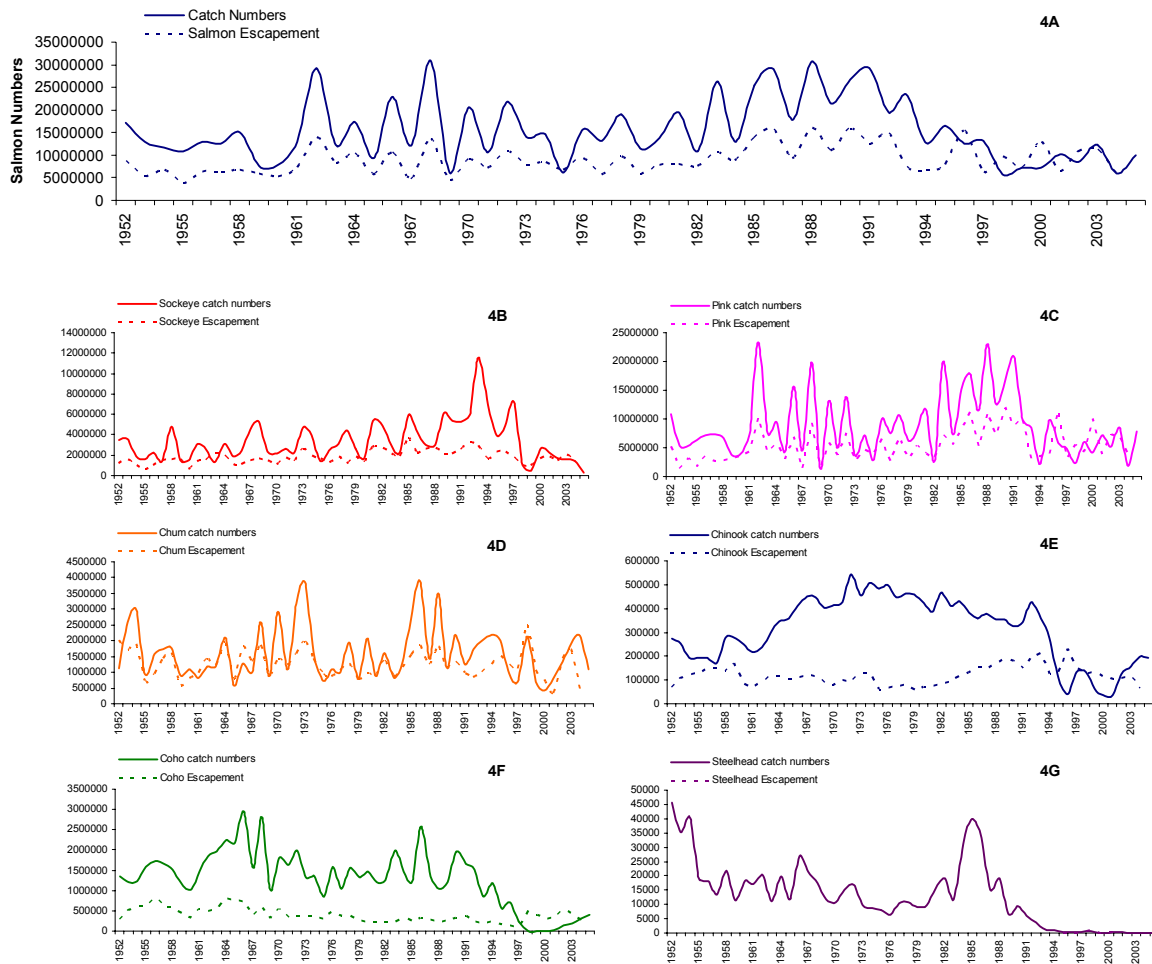 Catch Numbers
Salmon Escapement
4A
Salmon Numbers
35000000
30000000
25000000
20000000
15000000
10000000
5000000
0
1952 1955 1958 1961 1964 1967 1970 1973 1976 1979 1982 1985 1988 1991 1994 1997 2000 2003
Sockeye catch numbers
Sockeye Escapement
4B
14000000
12000000
10000000
8000000
6000000
4000000
2000000
0
1952 1955 1958 1961 1964 1967 1970 1973 1976 1979 1982 1985 1988 1991 1994 1997 2000 2003
Pink catch numbers
Pink Escapement
4C
25000000
20000000
15000000
10000000
5000000
0
1952 1955 1958 1961 1964 1967 1970 1973 1976 1979 1982 1985 1988 1991 1994 1997 2000 2003
Chum catch numbers
Chum Escapement
4D
4500000
4000000
3500000
3000000
2500000
2000000
1500000
1000000
500000
0
1952 1955 1958 1961 1964 1967 1970 1973 1976 1979 1982 1985 1988 1991 1994 1997 2000 2003
Chinook catch numbers
Chinook Escapement
4E
600000
500000
400000
300000
200000
100000
0
1952 1955 1958 1961 1964 1967 1970 1973 1976 1979 1982 1985 1988 1991 1994 1997 2000 2003
Coho catch numbers
Coho Escapement
4F
3500000
3000000
2500000
2000000
1500000
1000000
500000
0
1952 1955 1958 1961 1964 1967 1970 1973 1976 1979 1982 1985 1988 1991 1994 1997 2000 2003
Steelhead catch numbers
Steelhead Escapement
4G
50000
45000
40000
35000
30000
25000
20000
15000
10000
5000
0
1952 1955 1958 1961 1964 1967 1970 1973 1976 1979 1982 1985 1988 1991 1994 1997 2000 2003